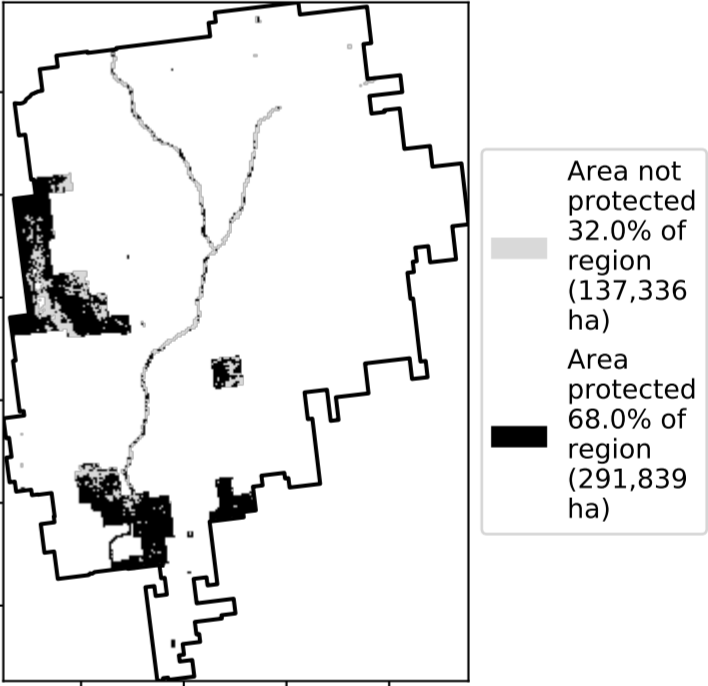 Area not
protected
32.0% of
region
(137,336
ha)
Area
protected
68.0% of
region
(291,839
ha)